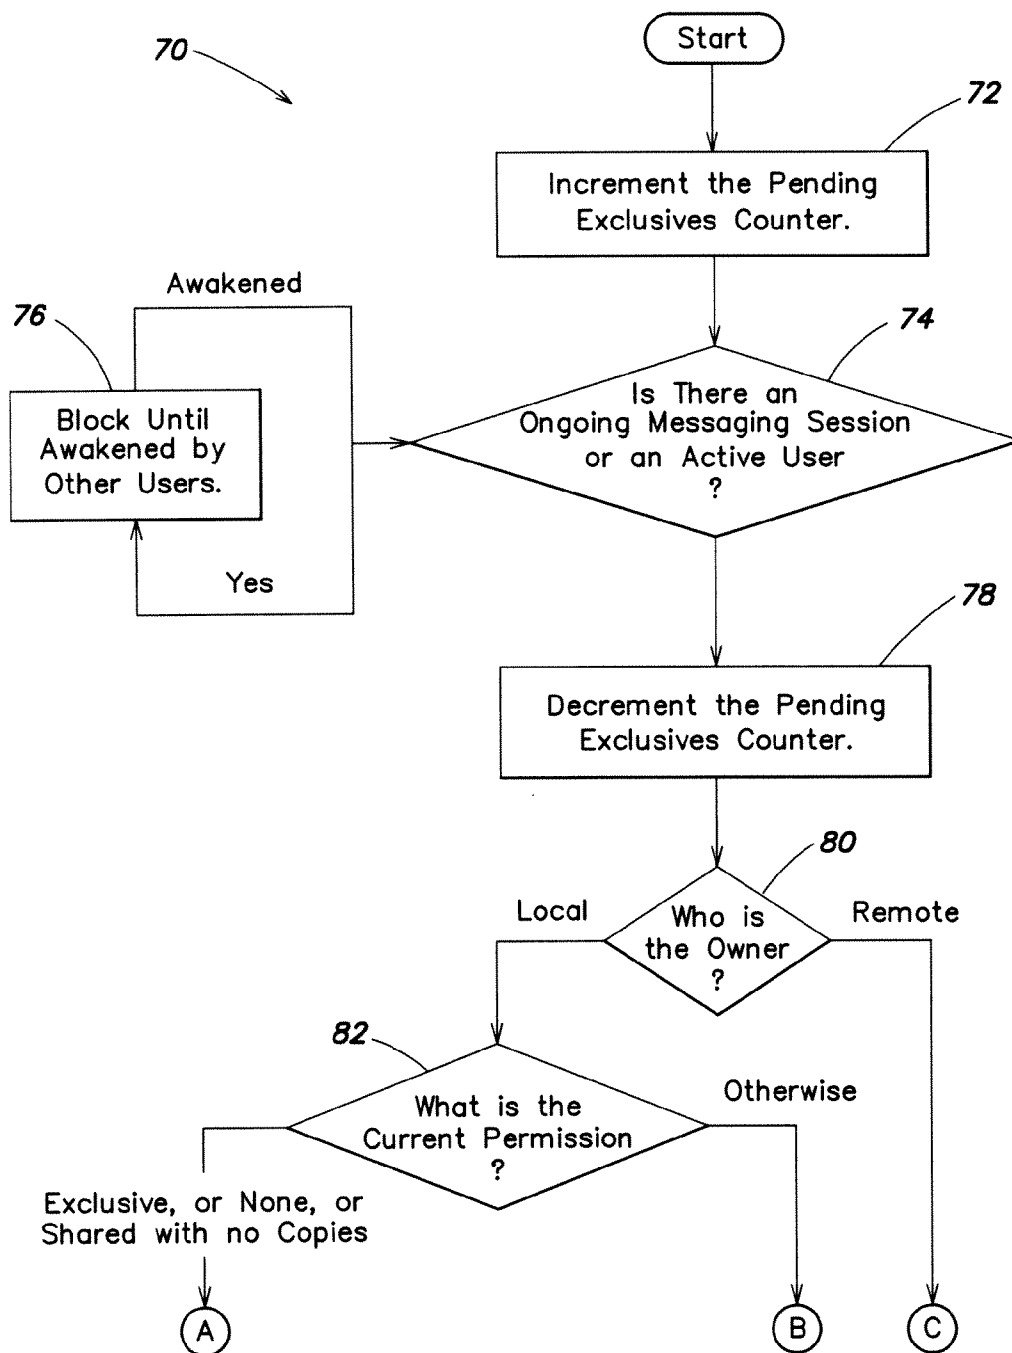 Start
70
72
Increment the Pending
Exclusives Counter.
Awakened
76
74
Block Until
Awakened by
Other Users.
Is There an
Ongoing Messaging Session
or an Active User
?
Yes
78
Decrement the Pending
Exclusives Counter.
80
Local
Who is
the Owner
?
Remote
82
What is the
Current Permission
?
Otherwise
Exclusive, or None, or
Shared with no Copies
A
B
C